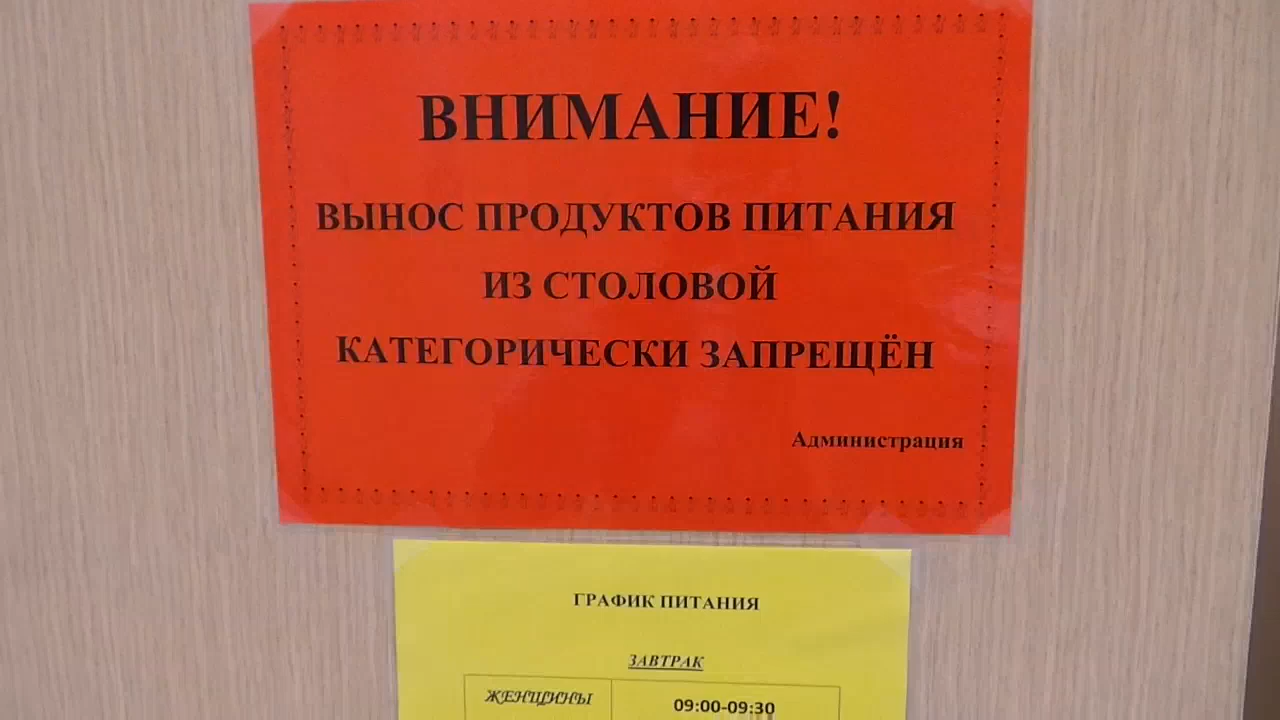 ВНИМАНИЕ!
ВЫНОС ПРОДУКТОВ ПИТАНИЯ
ИЗ СТОЛОВОЙ
КАТЕГОРИЧЕСКИ ЗАПРЕЩЁН
Администрация
ГРАФИК ПИТАНИЯ
ЗАВТРАК
ЖЕНЩИНЫ 09:00-09:30